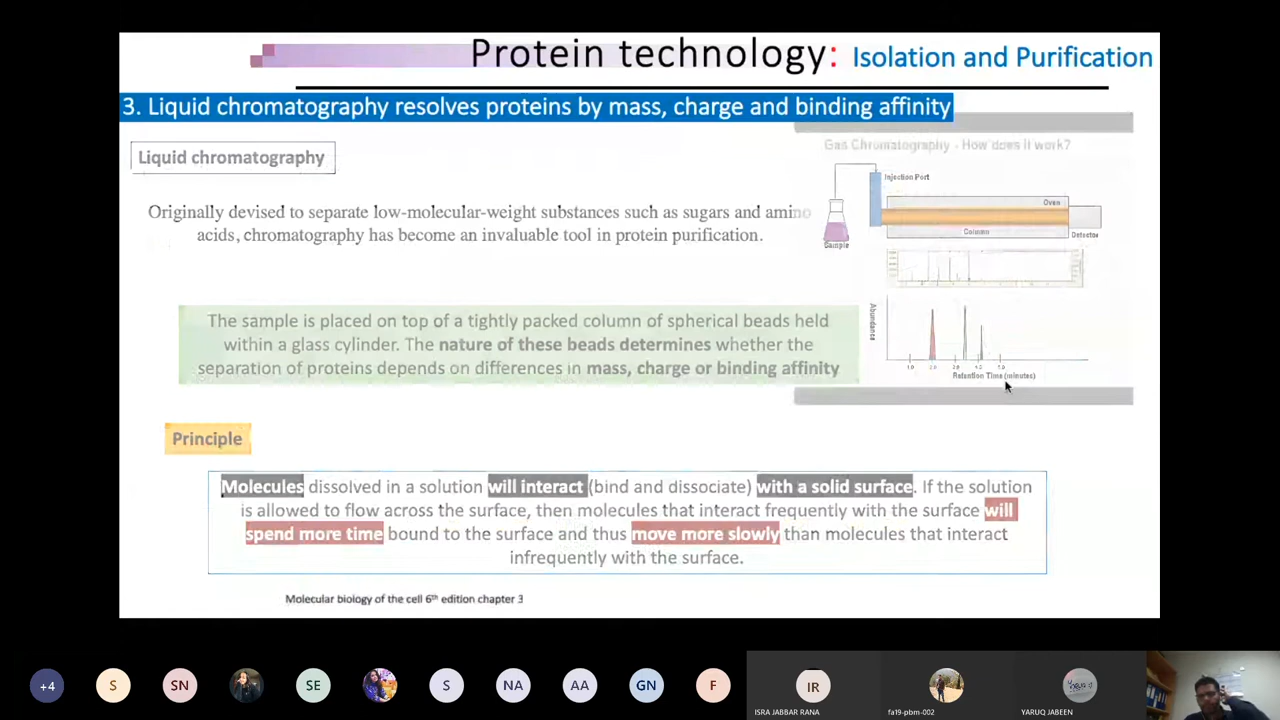 Protein technology: Isolation and Purification
3. Liquid chromatography resolves proteins by mass, charge and binding affinity
Liquid chromatography
Originally devised to separate low-molecular-weight substances such as sugars and amino
acids, chromatography has become an invaluable tool in protein purification.
Gas Chromatography - How does it work?
Injection Port
Oven
Column
Detector
Sample
Abundance
Retention Time (minutes)
The sample is placed on top of a tightly packed column of spherical beads held
within a glass cylinder. The nature of these beads determines whether the
separation of proteins depends on differences in mass, charge or binding affinity
Principle
Molecules dissolved in a solution will interact (bind and dissociate) with a solid surface. If the solution
is allowed to flow across the surface, then molecules that interact frequently with the surface will
spend more time bound to the surface and thus move more slowly than molecules that interact
infrequently with the surface.
Molecular biology of the cell 6th edition chapter 3
+4 S SN SE S NA AA GN F IR
ISRA JABBAR RANA fa19-pbm-002 YARUQ JABEEN